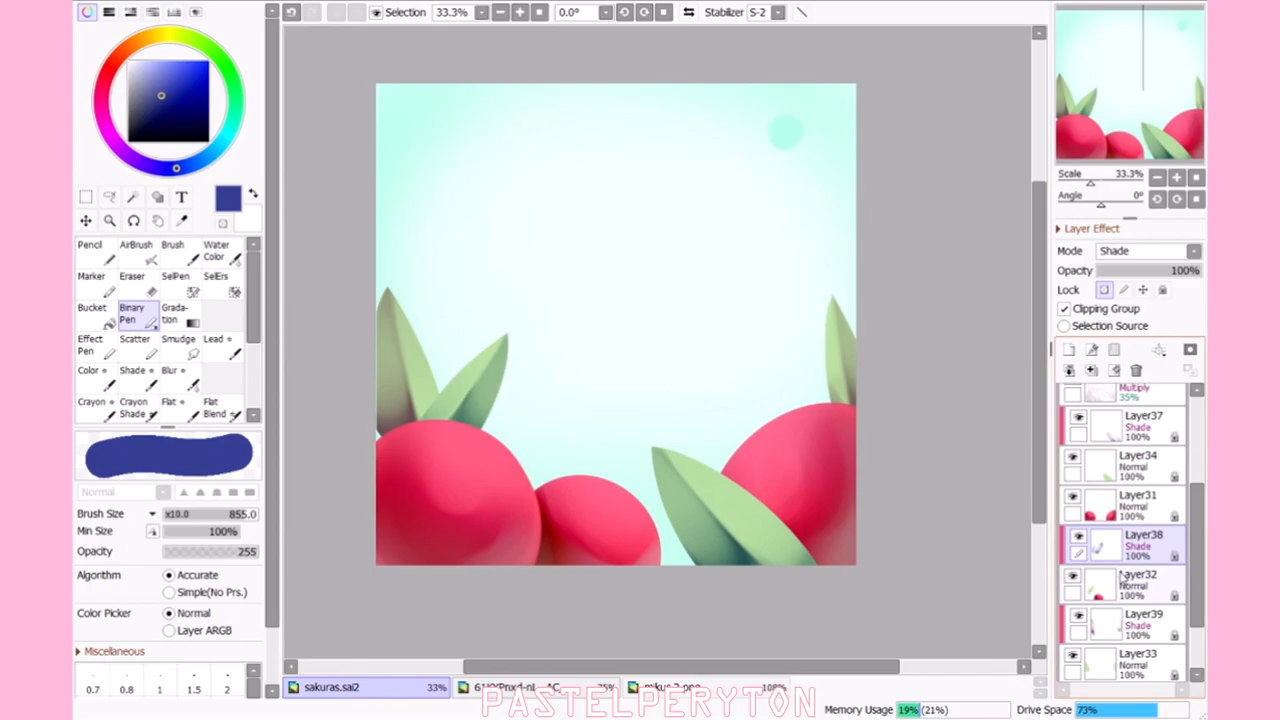 Selection 33.3% 0.0° Stabilizer S-2
Scale 33.3%
Angle 0°
Layer Effect
Mode Shade
Opacity 100%
Lock
Clipping Group
Selection Source
T
Pencil AirBrush Brush Water Color
Marker Eraser SelPen SelErs
Bucket Binary Pen Grada-tion
Effect Pen Scatter Smudge Lead
Color Shade Blur
Crayon Crayon Shade Flat Flat Blend
Normal
Brush Size x10.0 855.0
Min Size 100%
Opacity 255
Algorithm Accurate
Simple(No Prs.)
Color Picker Normal
Layer ARGB
Miscellaneous
0.7 0.8 1 1.5 2
Multiply
35%
Layer37
Shade
100%
Layer34
Normal
100%
Layer31
Normal
100%
Layer38
Shade
100%
Layer32
Normal
100%
Layer39
Shade
100%
Layer33
Normal
100%
sakuras.sai2 33%
PASTELPERYTON
Memory Usage 19% (21%) Drive Space 73%